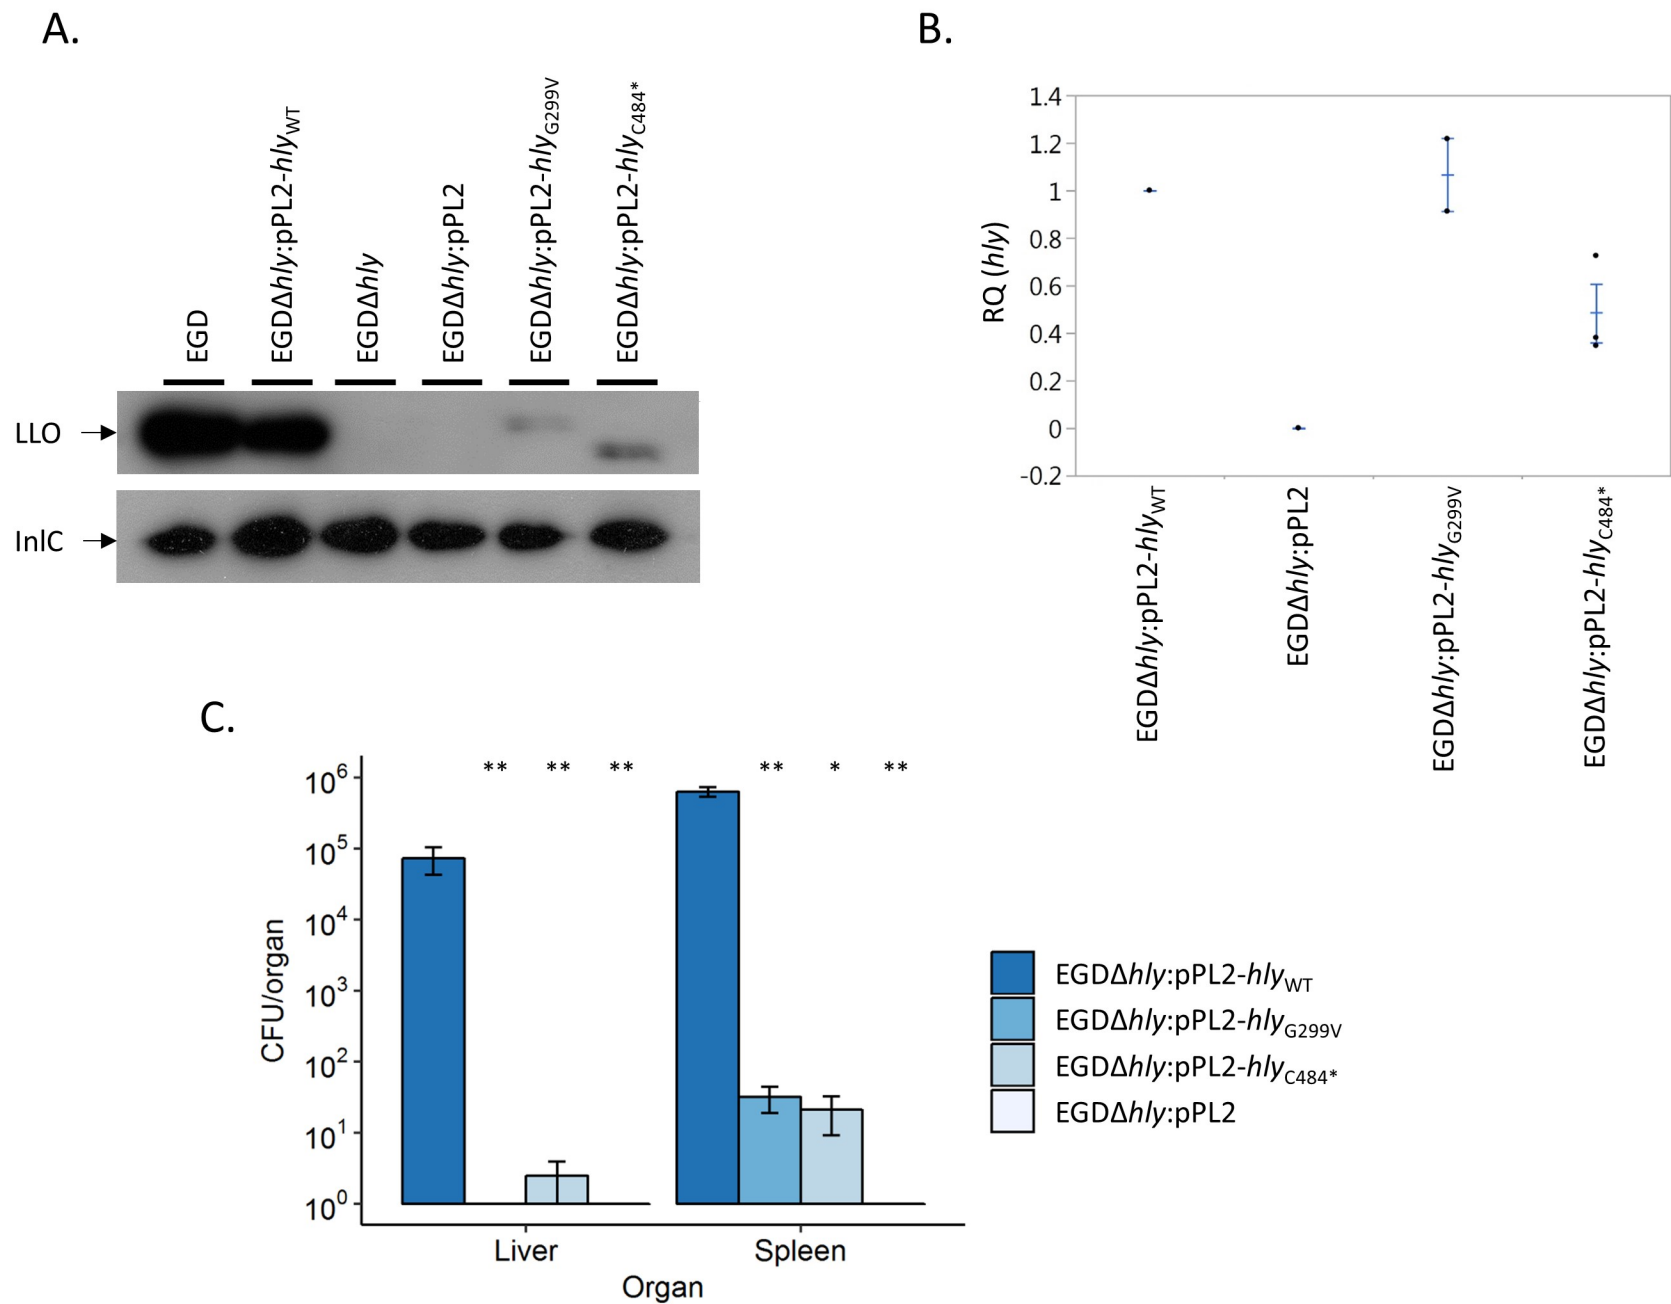 A.
EGD
EGDΔhly:pPL2-hlyWT
EGDΔhly
EGDΔhly:pPL2
EGDΔhly:pPL2-hlyG299V
EGDΔhly:pPL2-hlyC484*
LLO
InlC
B.
RQ (hly)
1.4
1.2
1
0.8
0.6
0.4
0.2
0
-0.2
EGDΔhly:pPL2-hlyWT
EGDΔhly:pPL2
EGDΔhly:pPL2-hlyG299V
EGDΔhly:pPL2-hlyC484*
C.
** ** ** ** * **
CFU/organ
10^6
10^5
10^4
10^3
10^2
10^1
10^0
Liver Spleen
Organ
EGDΔhly:pPL2-hlyWT
EGDΔhly:pPL2-hlyG299V
EGDΔhly:pPL2-hlyC484*
EGDΔhly:pPL2